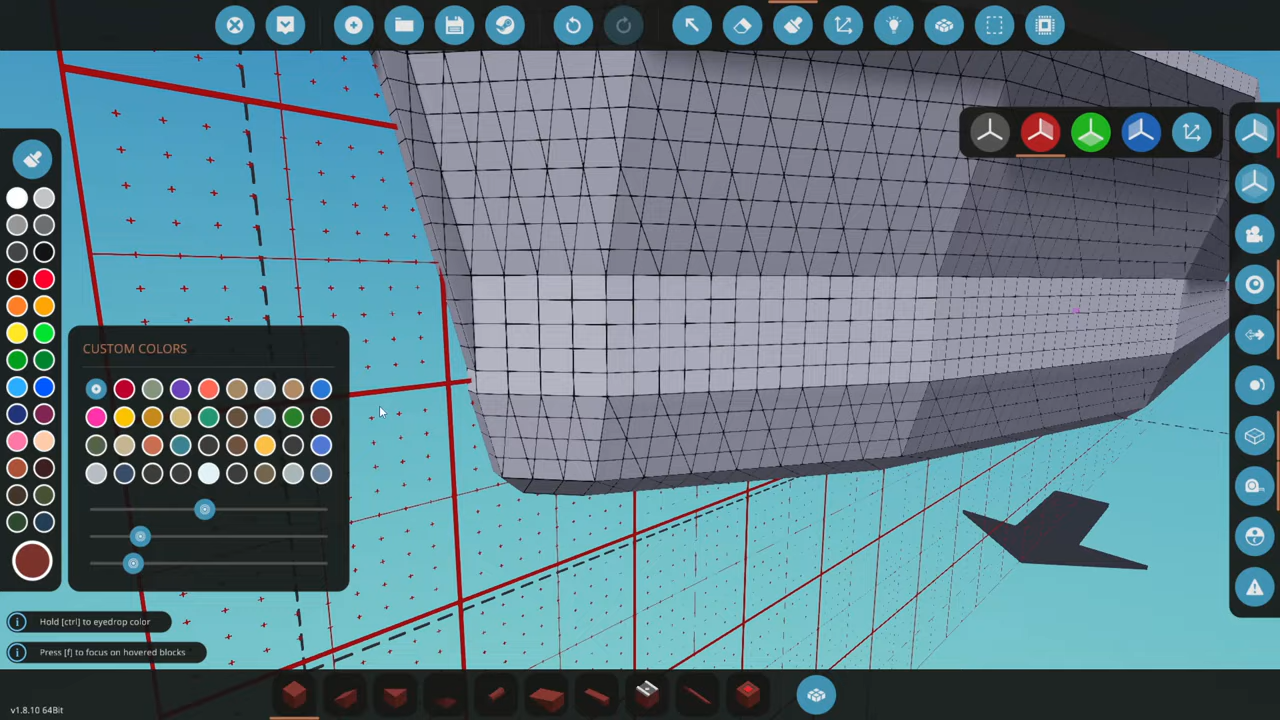 CUSTOM COLORS
Hold [ctrl] to eyedrop color
Press [f] to focus on hovered blocks
v1.8.10 64Bit